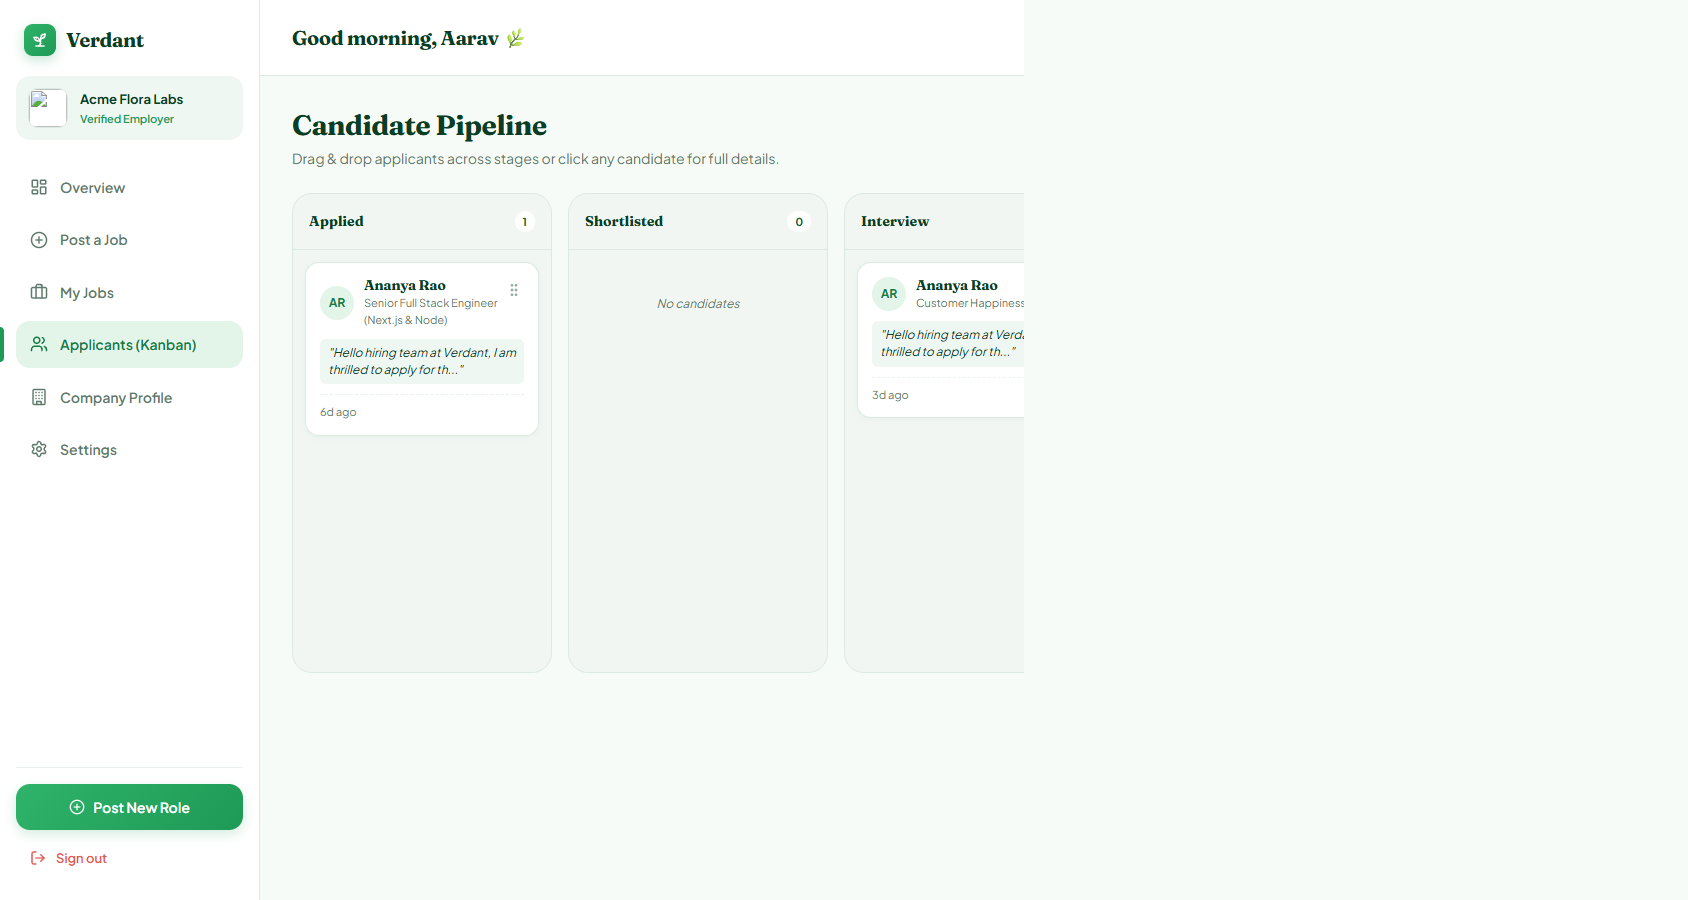 Verdant
Acme Flora Labs
Verified Employer
Overview
Post a Job
My Jobs
Applicants (Kanban)
Company Profile
Settings
Post New Role
Sign out
Good morning, Aarav 🌿
Candidate Pipeline
Drag & drop applicants across stages or click any candidate for full details.
Applied
1
AR
Ananya Rao
Senior Full Stack Engineer
(Next.js & Node)
"Hello hiring team at Verdant, I am
thrilled to apply for th..."
6d ago
Shortlisted
0
No candidates
Interview
AR
Ananya Rao
Customer Happiness
"Hello hiring team at Verda
thrilled to apply for th..."
3d ago